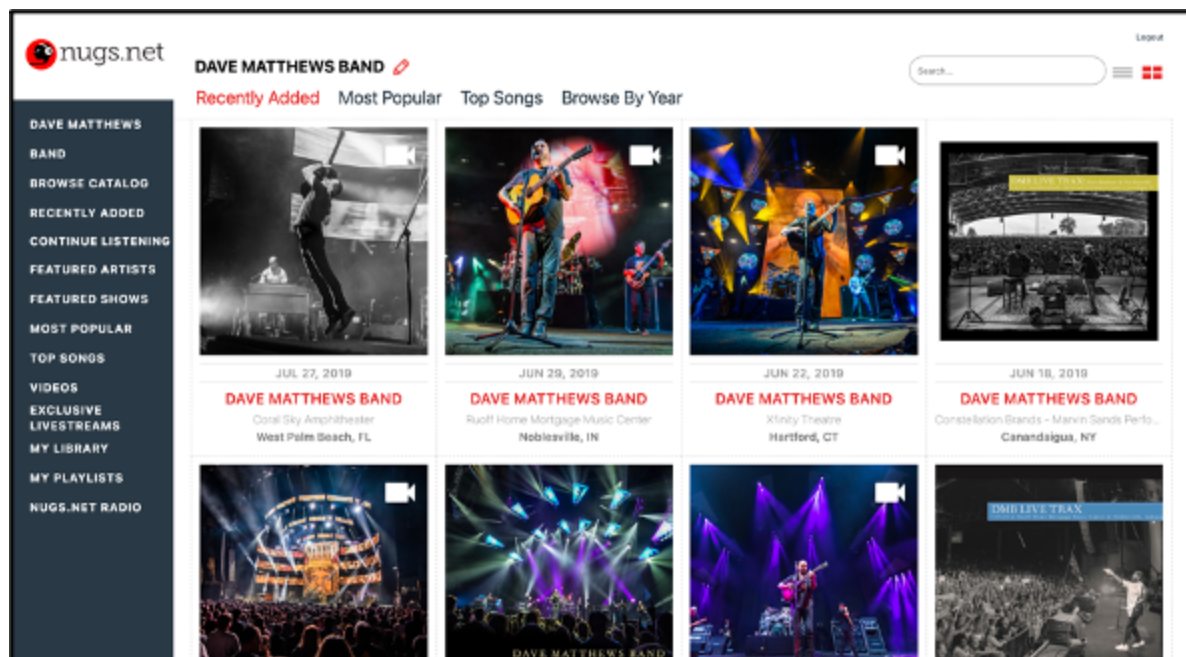 nugs.net
Logout
DAVE MATTHEWS BAND
Search...
Recently Added Most Popular Top Songs Browse By Year
DAVE MATTHEWS
BAND
BROWSE CATALOG
RECENTLY ADDED
CONTINUE LISTENING
FEATURED ARTISTS
FEATURED SHOWS
MOST POPULAR
TOP SONGS
VIDEOS
EXCLUSIVE
LIVESTREAMS
MY LIBRARY
MY PLAYLISTS
NUGS.NET RADIO
JUL 27, 2019
DAVE MATTHEWS BAND
Coral Sky Amphitheater
West Palm Beach, FL
JUN 29, 2019
DAVE MATTHEWS BAND
Ruoff Home Mortgage Music Center
Noblesville, IN
JUN 22, 2019
DAVE MATTHEWS BAND
Xfinity Theatre
Hartford, CT
DMB LIVE TRAX
JUN 18, 2019
DAVE MATTHEWS BAND
Constellation Brands - Marvin Sands Perfo...
Canandaigua, NY
DAVE MATTHEWS BAND
DMB LIVE TRAX